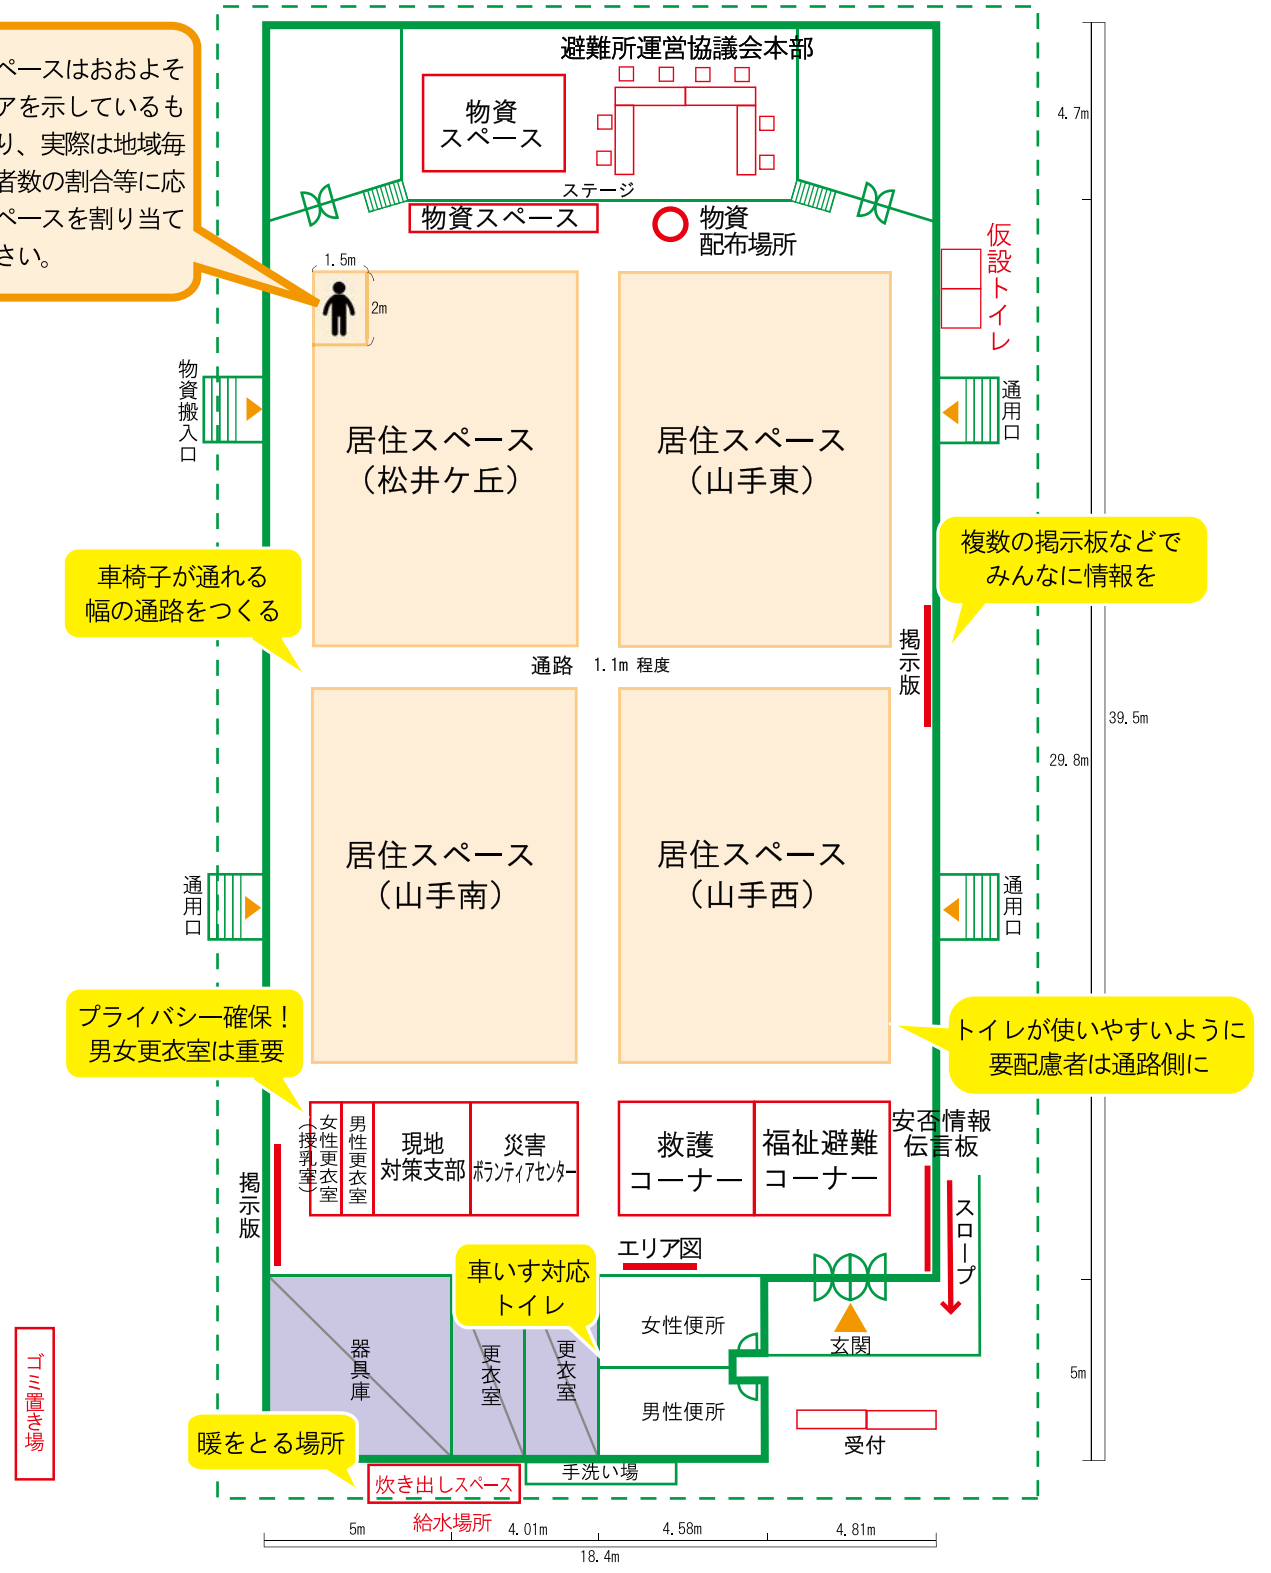 避難所運営協議会本部
ペースはおおよそ
アを示しているも
り、実際は地域毎
者数の割合等に応
ペースを割り当て
さい。
物資
スペース
ステージ
物資スペース
物資
配布場所
4.7m
仮設トイレ
1.5m
2m
物資搬入口
通用口
居住スペース
（松井ケ丘）
居住スペース
（山手東）
複数の掲示板などで
みんなに情報を
車椅子が通れる
幅の通路をつくる
掲示版
通路 1.1m 程度
39.5m
29.8m
居住スペース
（山手南）
居住スペース
（山手西）
通用口
通用口
プライバシー確保！
男女更衣室は重要
トイレが使いやすいように
要配慮者は通路側に
女性更衣室
（授乳室）
男性更衣室
現地
対策支部
災害
ボランティアセンター
救護
コーナー
福祉避難
コーナー
安否情報
伝言板
掲示版
スロープ
エリア図
車いす対応
トイレ
器具庫
更衣室
更衣室
女性便所
男性便所
玄関
5m
ゴミ置き場
受付
暖をとる場所
炊き出しスペース
手洗い場
給水場所
5m
4.01m
4.58m
4.81m
18.4m